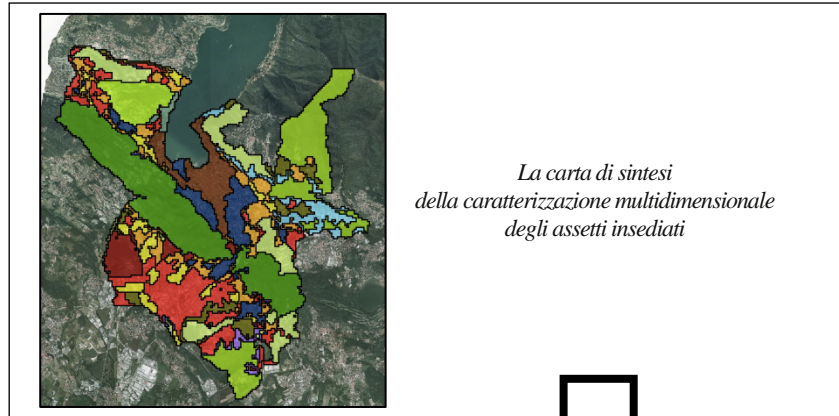 La carta di sintesi
della caratterizzazione multidimensionale
degli assetti insediati